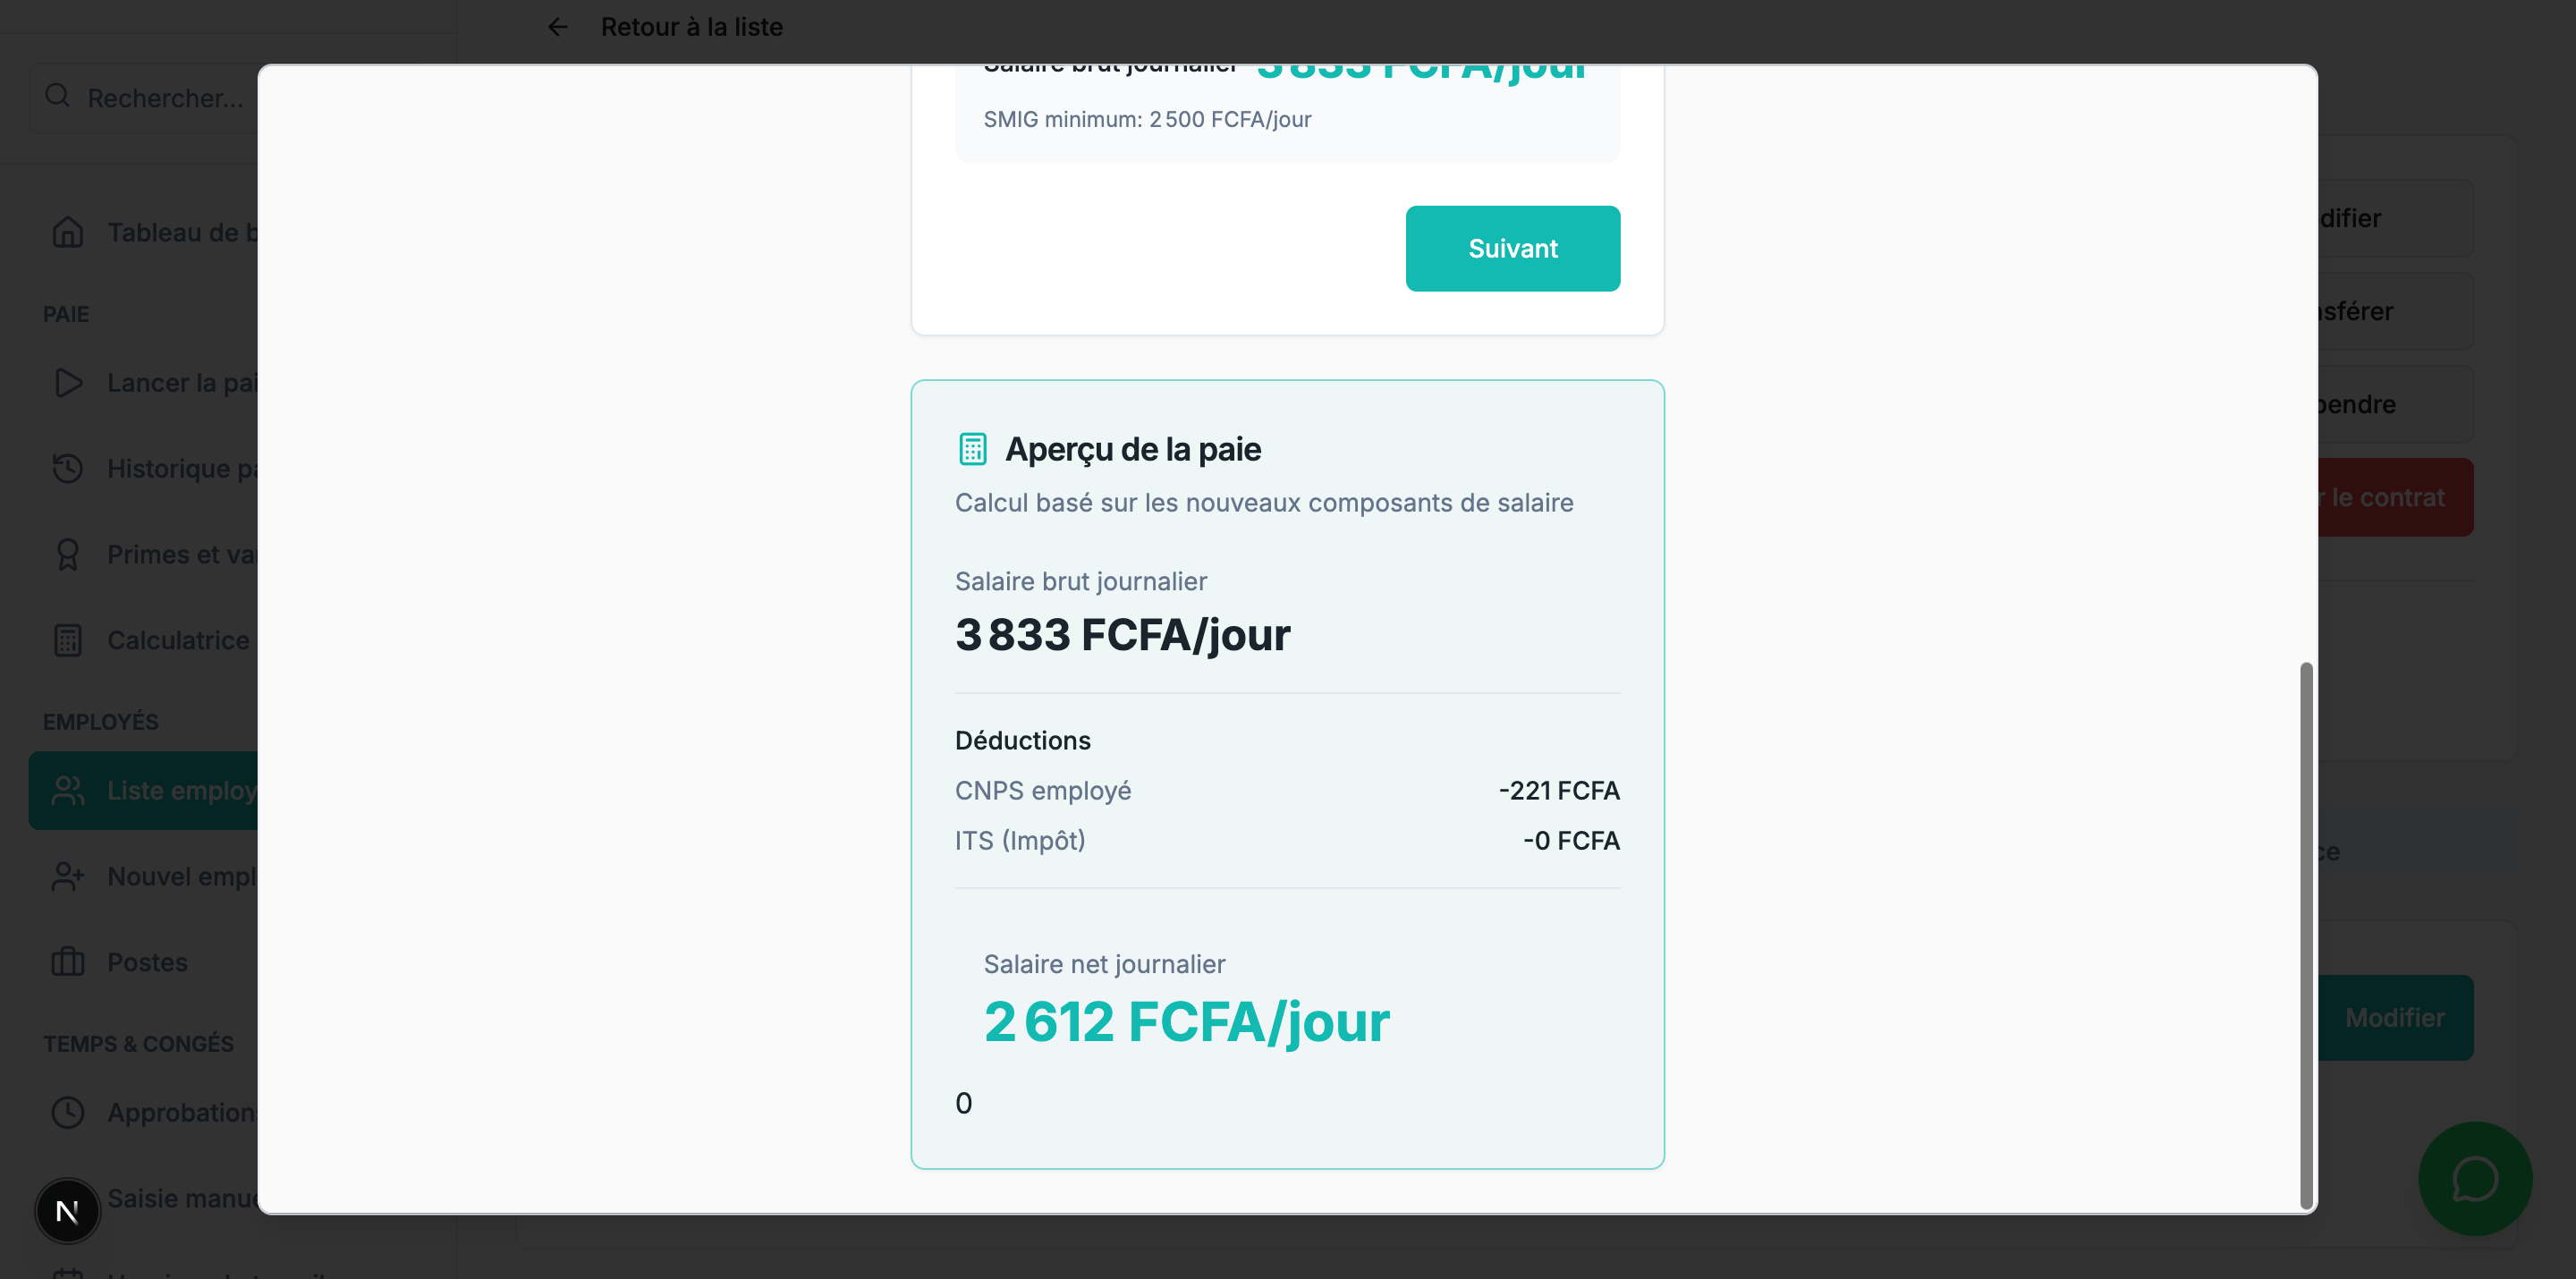 Retour à la liste
Rechercher...
Salaire brut journalier 3 833 FCFA/jour
SMIG minimum: 2 500 FCFA/jour
Suivant
Aperçu de la paie
Calcul basé sur les nouveaux composants de salaire
Salaire brut journalier
3 833 FCFA/jour
Déductions
CNPS employé -221 FCFA
ITS (Impôt) -0 FCFA
Salaire net journalier
2 612 FCFA/jour
0
Tableau de b
PAIE
Lancer la pai
Historique pa
Primes et va
Calculatrice
EMPLOYÉS
Liste employ
Nouvel empl
Postes
TEMPS & CONGÉS
Approbation
Saisie manue
N
difier
sférer
pendre
r le contrat
ce
Modifier